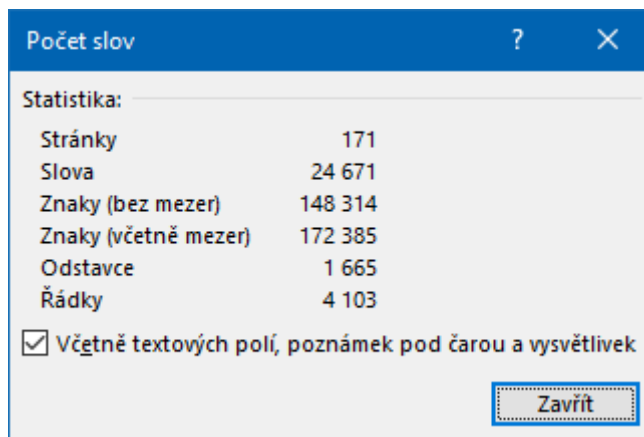 Počet slov ?
Statistika:
Stránky 171
Slova 24 671
Znaky (bez mezer) 148 314
Znaky (včetně mezer) 172 385
Odstavce 1 665
Řádky 4 103
Včetně textových polí, poznámek pod čarou a vysvětlivek
Zavřít